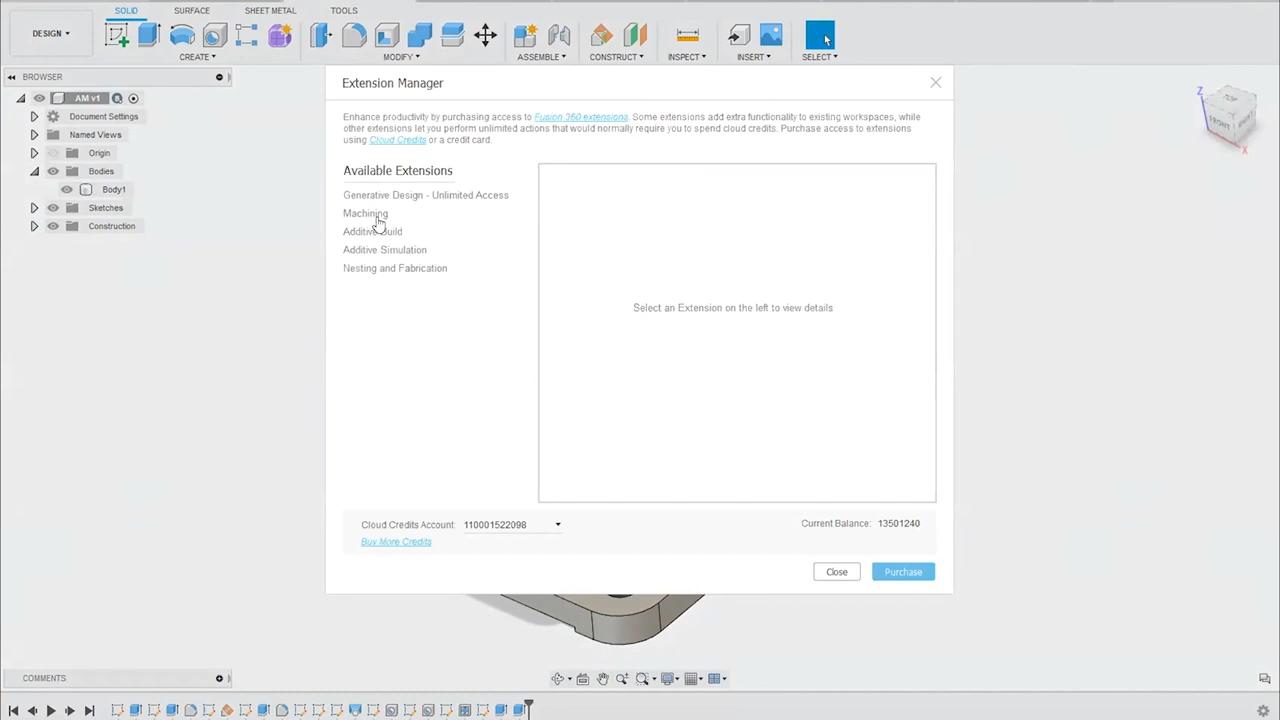 SOLID SURFACE SHEET METAL TOOLS
DESIGN
CREATE MODIFY ASSEMBLE CONSTRUCT INSPECT INSERT SELECT
BROWSER
AM v1
Document Settings
Named Views
Origin
Bodies
Body1
Sketches
Construction
Extension Manager
Enhance productivity by purchasing access to Fusion 360 extensions. Some extensions add extra functionality to existing workspaces, while
other extensions let you perform unlimited actions that would normally require you to spend cloud credits. Purchase access to extensions
using Cloud Credits or a credit card.
Available Extensions
Generative Design - Unlimited Access
Machining
Additive Build
Additive Simulation
Nesting and Fabrication
Select an Extension on the left to view details
Cloud Credits Account: 110001522098
Current Balance: 13501240
Buy More Credits
Close Purchase
Z
FRONT
X
COMMENTS